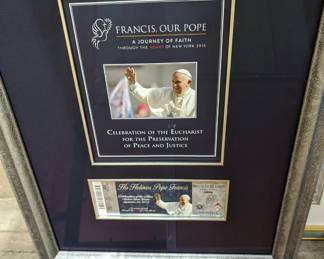 FRANCIS, OUR POPE
A JOURNEY OF FAITH
THROUGH THE HEART OF NEW YORK 2015
CELEBRATION OF THE EUCHARIST
FOR THE PRESERVATION
OF PEACE AND JUSTICE
His Holiness Pope Francis